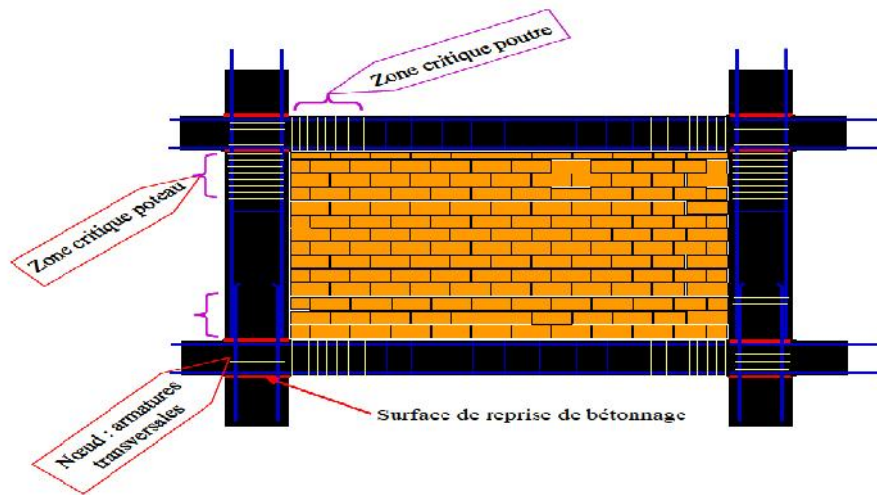 Zone critique poutre
Zone critique poteau
Nœud : armatures
transversales
Surface de reprise de bétonnage